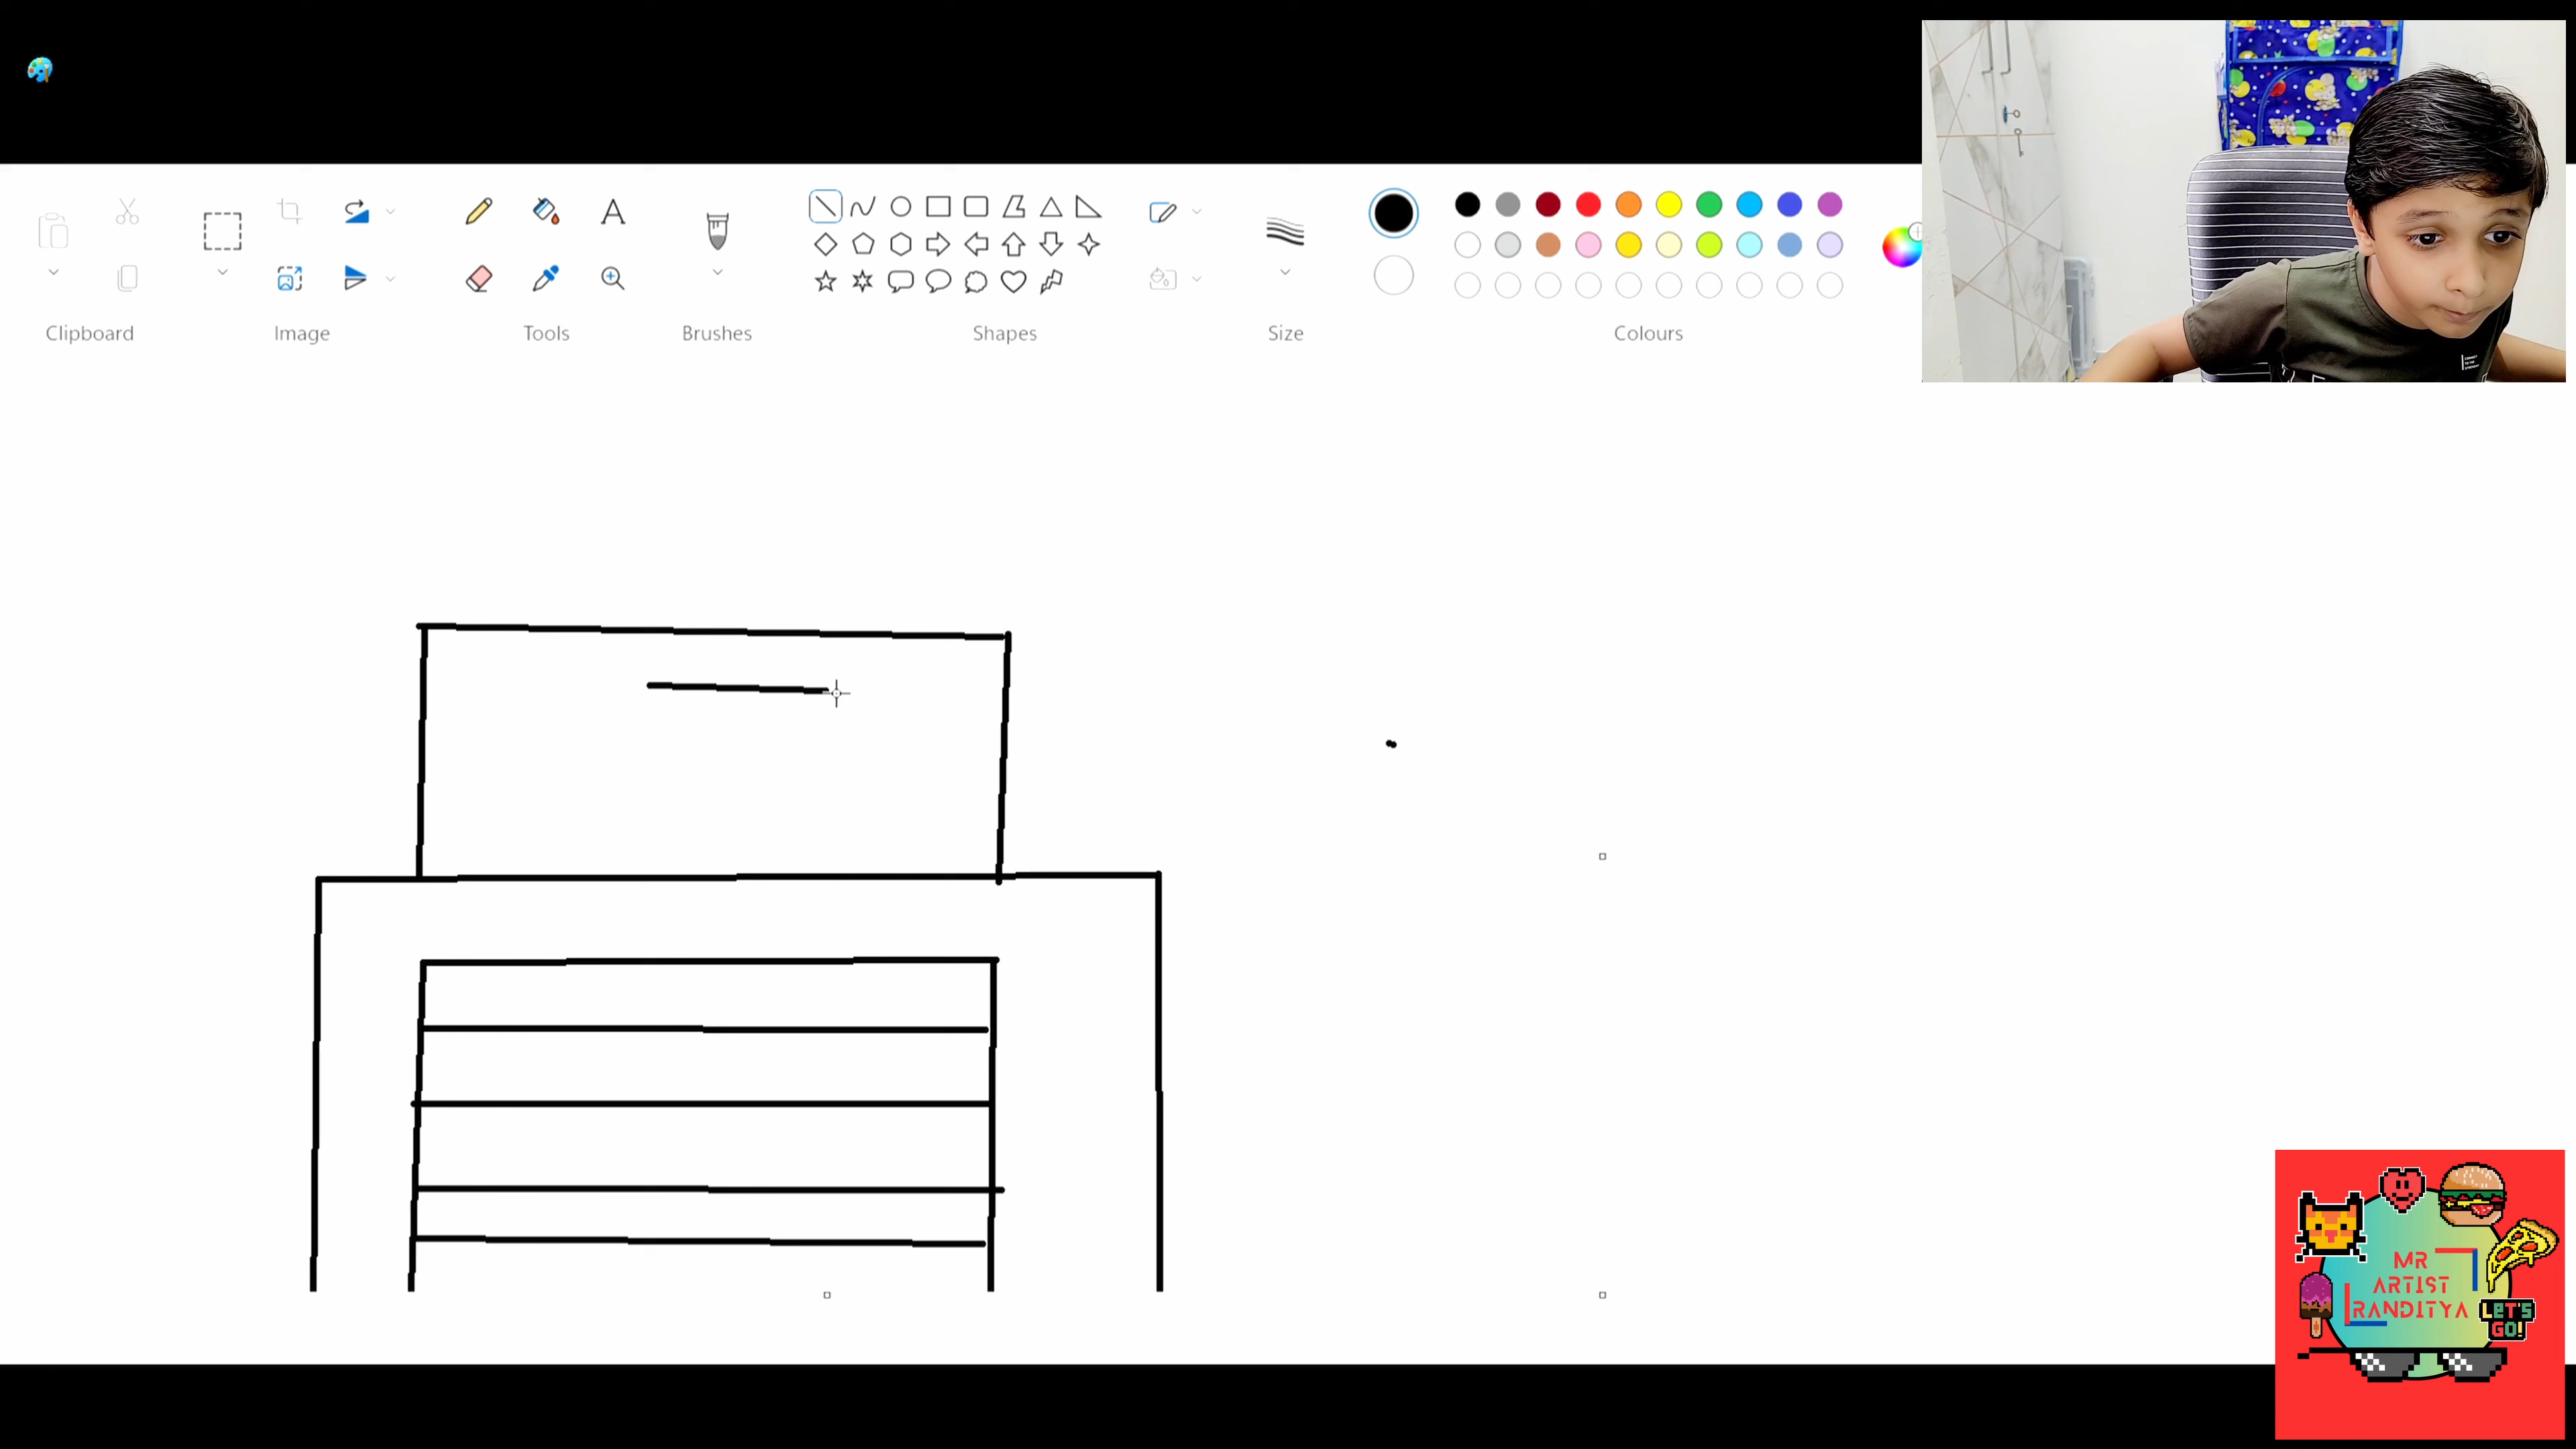 Clipboard
Image
Tools
Brushes
Shapes
Size
Colours
MR
ARTIST
RANDITYA
LET'S
GO!